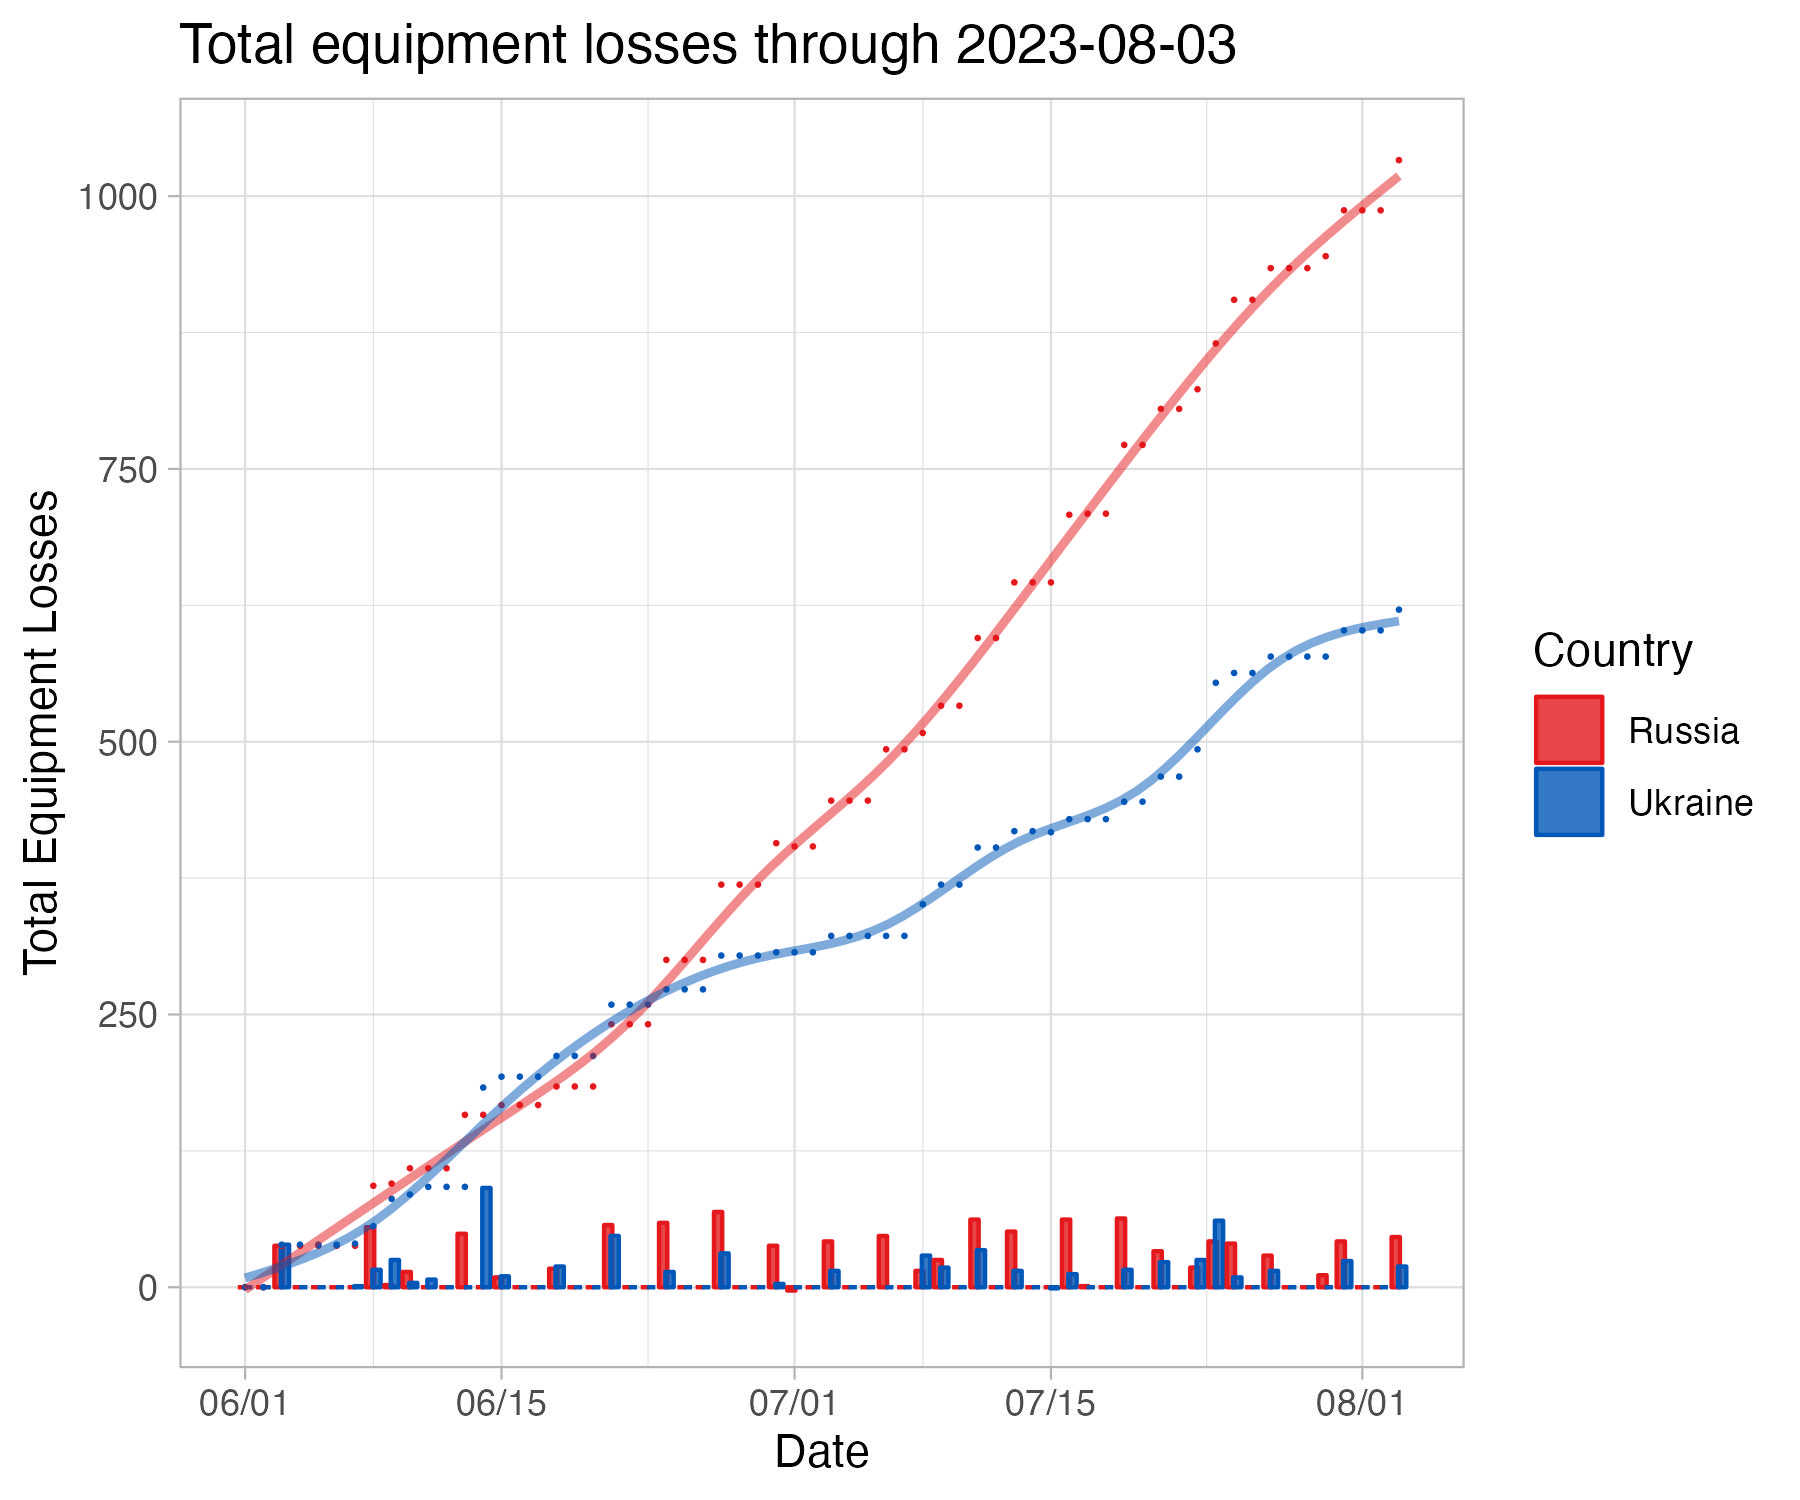 Total equipment losses through 2023-08-03
Total Equipment Losses
1000
750
500
250
0
06/01 06/15 07/01 07/15 08/01
Date
Country
Russia
Ukraine